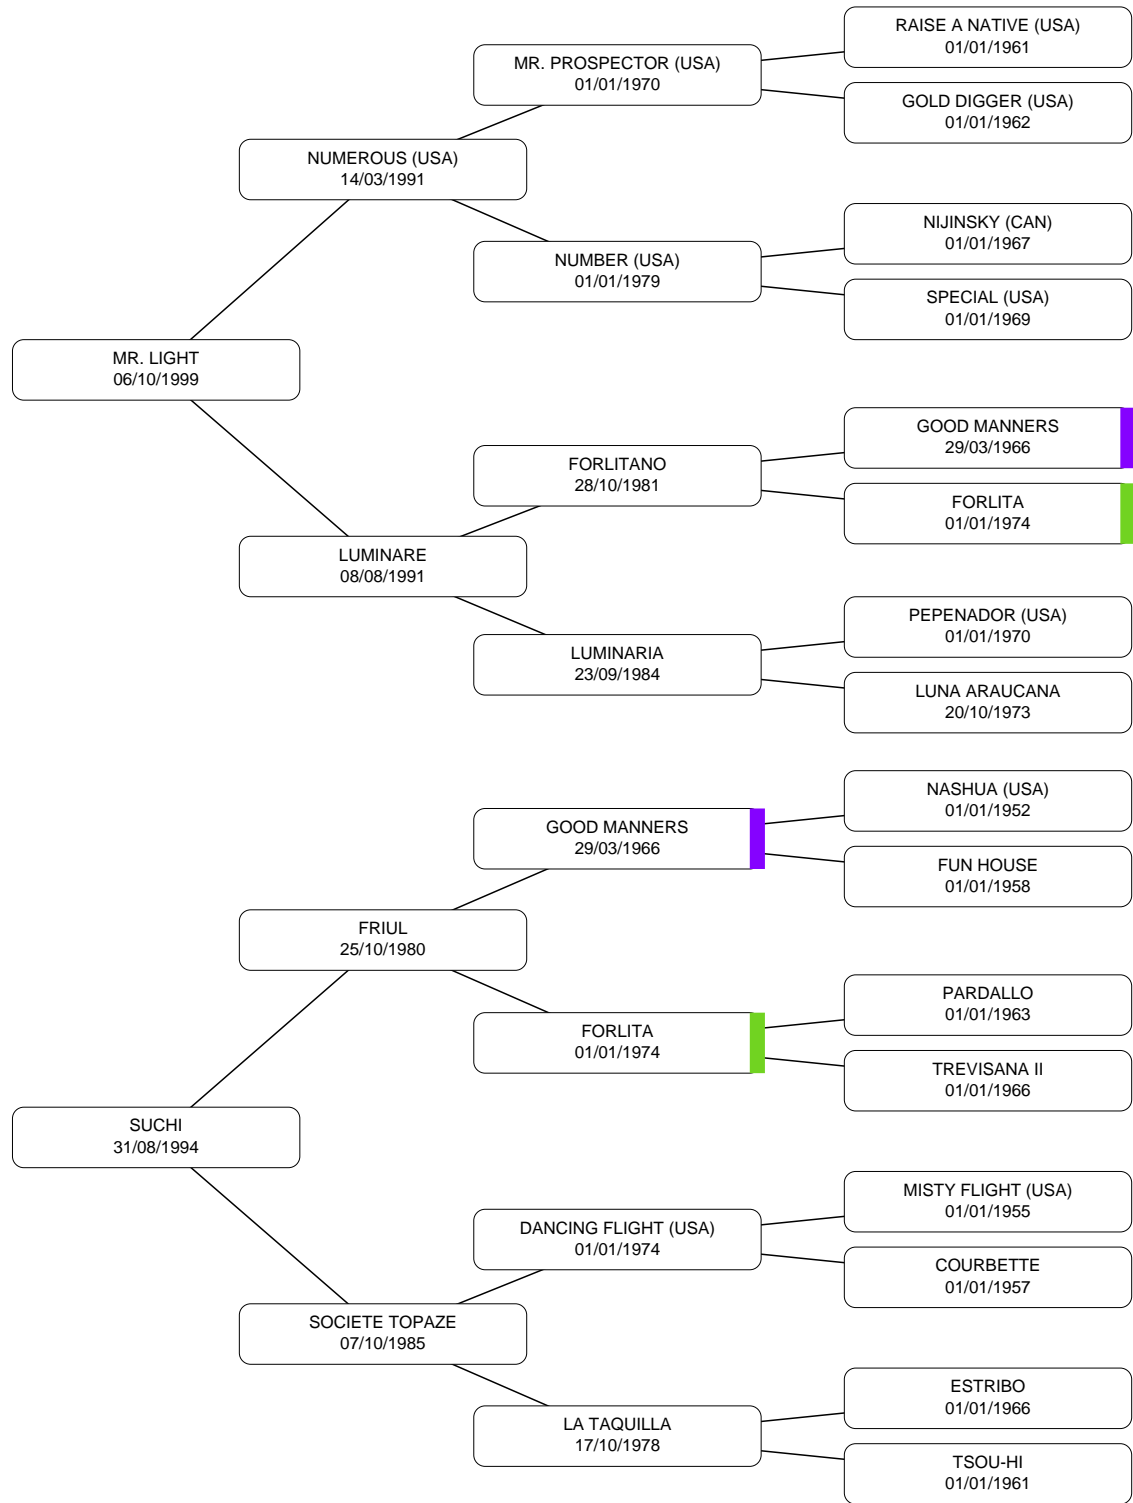 RAISE A NATIVE (USA)
01/01/1961
MR. PROSPECTOR (USA)
01/01/1970
GOLD DIGGER (USA)
01/01/1962
NUMEROUS (USA)
14/03/1991
NIJINSKY (CAN)
01/01/1967
NUMBER (USA)
01/01/1979
SPECIAL (USA)
01/01/1969
MR. LIGHT
06/10/1999
GOOD MANNERS
29/03/1966
FORLITANO
28/10/1981
FORLITA
01/01/1974
LUMINARE
08/08/1991
PEPENADOR (USA)
01/01/1970
LUMINARIA
23/09/1984
LUNA ARAUCANA
20/10/1973
NASHUA (USA)
01/01/1952
GOOD MANNERS
29/03/1966
FUN HOUSE
01/01/1958
FRIUL
25/10/1980
PARDALLO
01/01/1963
FORLITA
01/01/1974
TREVISANA II
01/01/1966
SUCHI
31/08/1994
MISTY FLIGHT (USA)
01/01/1955
DANCING FLIGHT (USA)
01/01/1974
COURBETTE
01/01/1957
SOCIETE TOPAZE
07/10/1985
ESTRIBO
01/01/1966
LA TAQUILLA
17/10/1978
TSOU-HI
01/01/1961